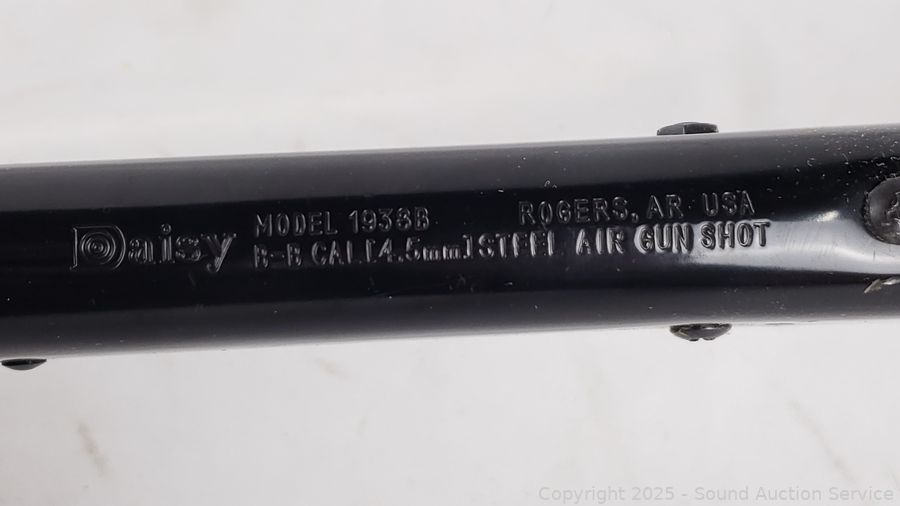 Daisy
MODEL 1938B
B-B CAL[4.5mm]STEEL AIR GUN SHOT
ROGERS, AR USA
Copyright 2025 - Sound Auction Service